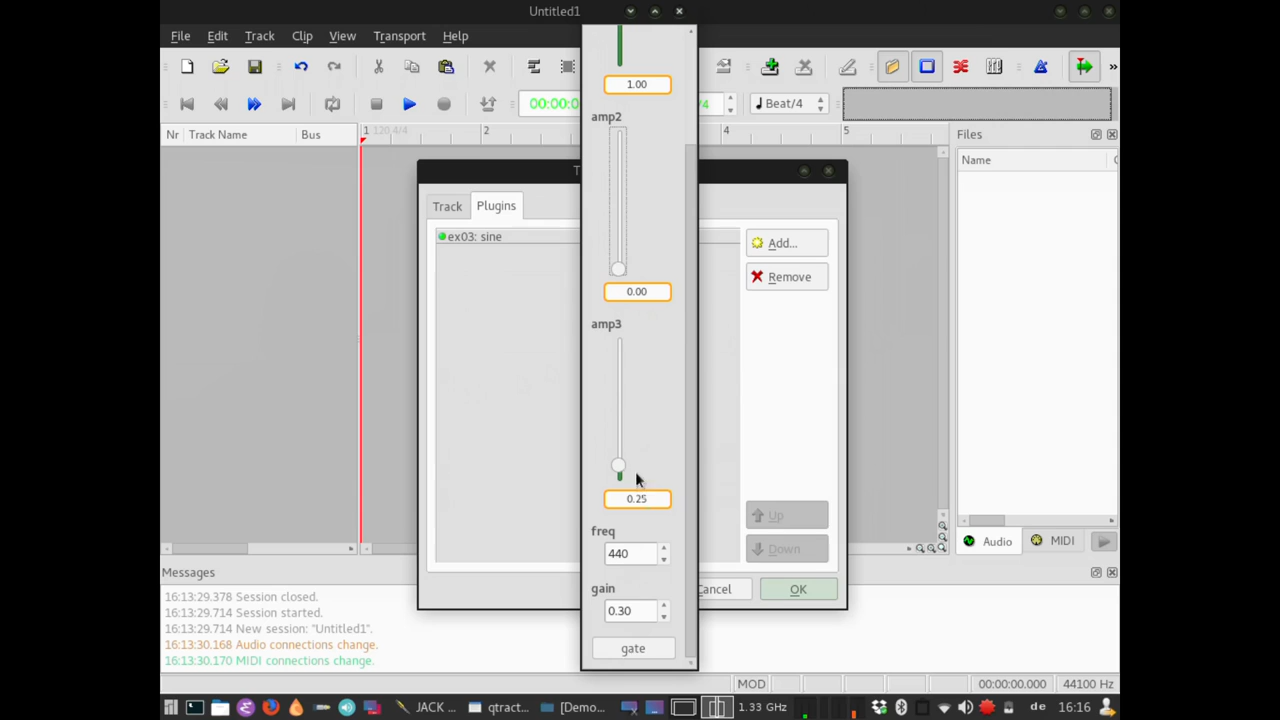 Untitled1
File Edit Track Clip View Transport Help
1.00
00:00:0
/4
Beat/4
Nr Track Name Bus
1 120 4/4 2 4 5
Files
Name
amp2
T
Track Plugins
ex03: sine
Add...
Remove
0.00
amp3
0.25
Up
Down
freq
440
Audio MIDI
Messages
gain
Cancel OK
0.30
16:13:29.378 Session closed.
16:13:29.714 Session started.
16:13:29.714 New session: "Untitled1".
16:13:30.168 Audio connections change.
16:13:30.170 MIDI connections change.
gate
MOD 00:00:00.000 44100 Hz
JACK ... qtract... [Demo... 1.33 GHz de 16:16